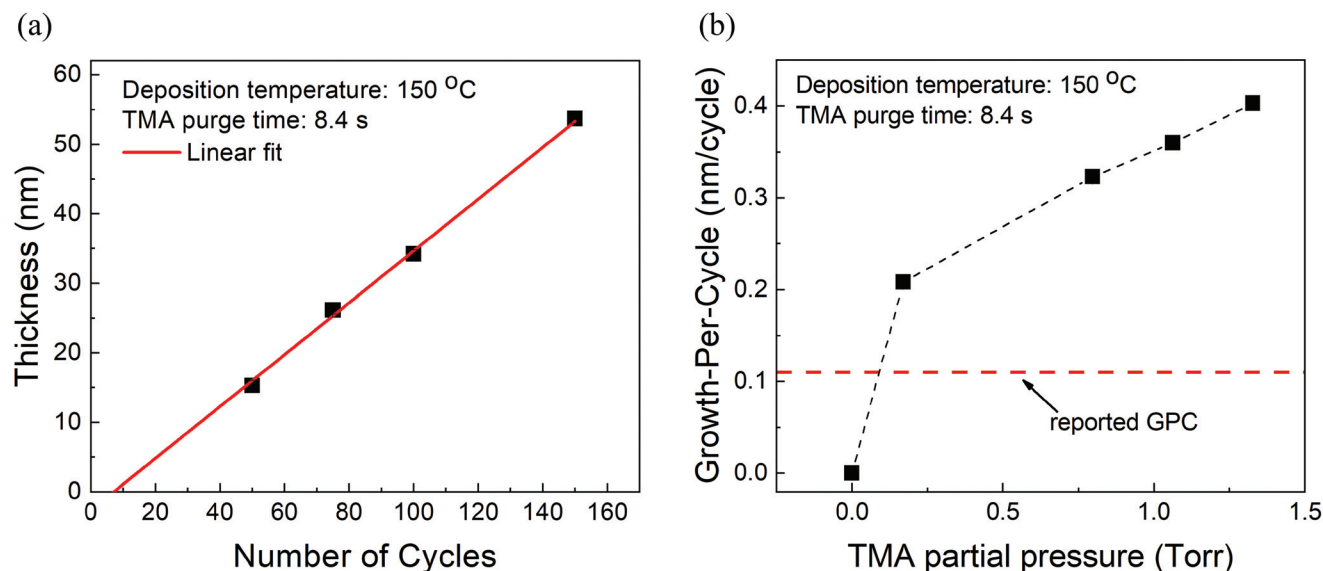 (a)
Deposition temperature: 150 °C
TMA purge time: 8.4 s
Linear fit
60
50
40
30
20
10
0
Thickness (nm)
0 20 40 60 80 100 120 140 160
Number of Cycles
(b)
Deposition temperature: 150 °C
TMA purge time: 8.4 s
0.4
0.3
0.2
0.1
0.0
Growth-Per-Cycle (nm/cycle)
reported GPC
0.0 0.5 1.0 1.5
TMA partial pressure (Torr)